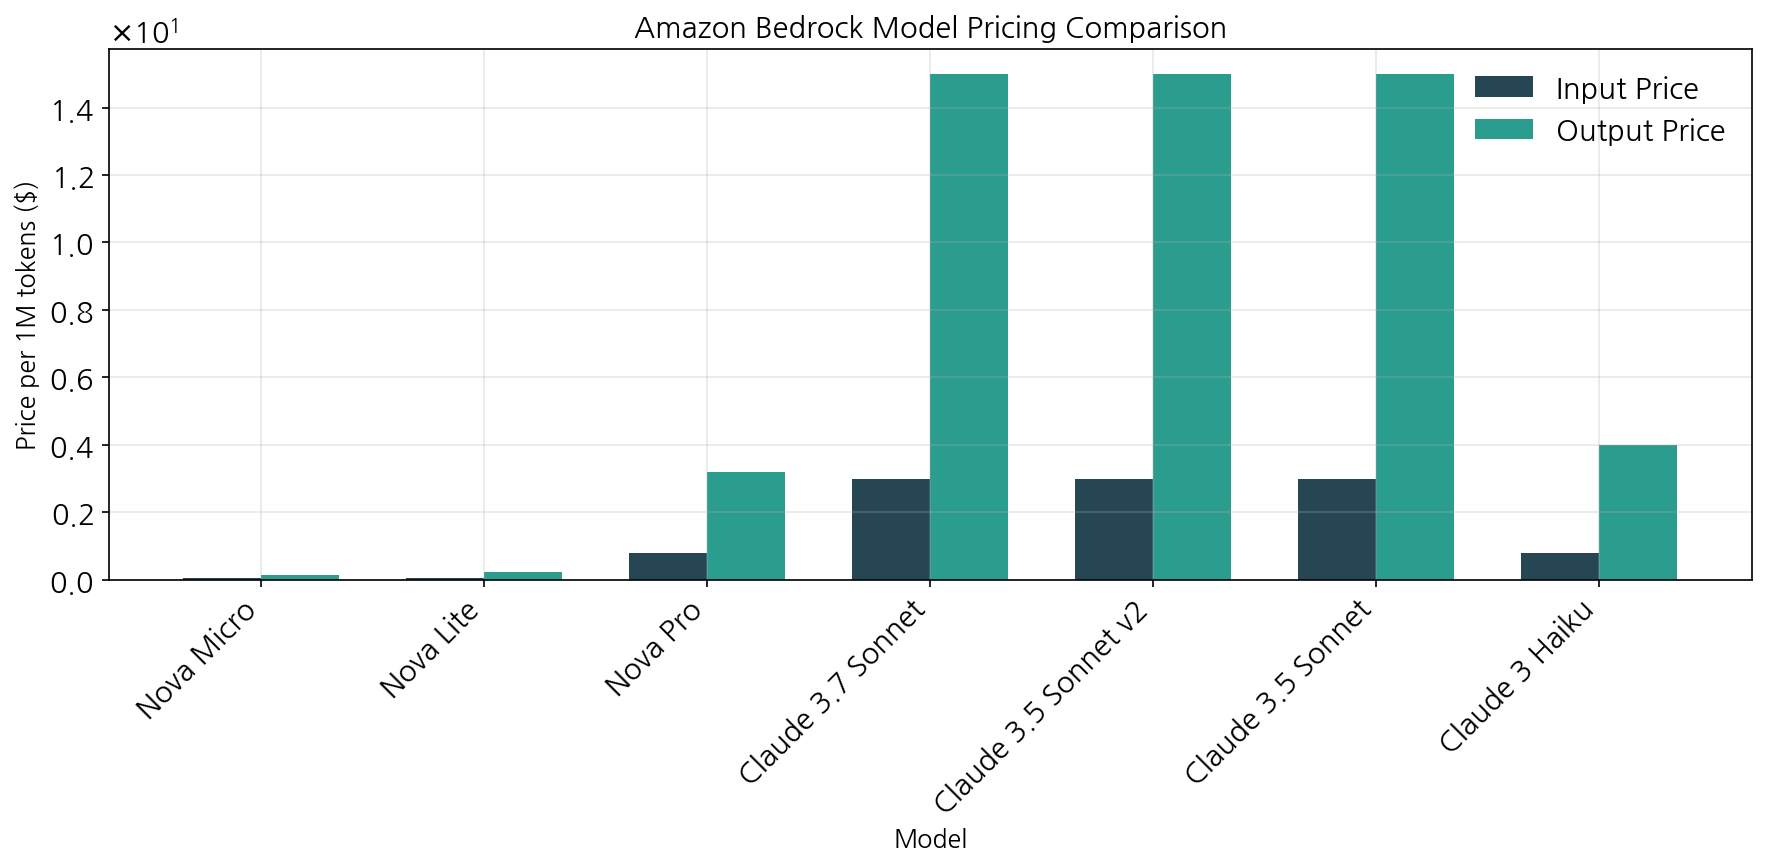 Amazon Bedrock Model Pricing Comparison
×10¹
Input Price
Output Price
1.4
1.2
1.0
0.8
0.6
0.4
0.2
0.0
Price per 1M tokens ($)
Nova Micro
Nova Lite
Nova Pro
Claude 3.7 Sonnet
Claude 3.5 Sonnet v2
Claude 3.5 Sonnet
Claude 3 Haiku
Model